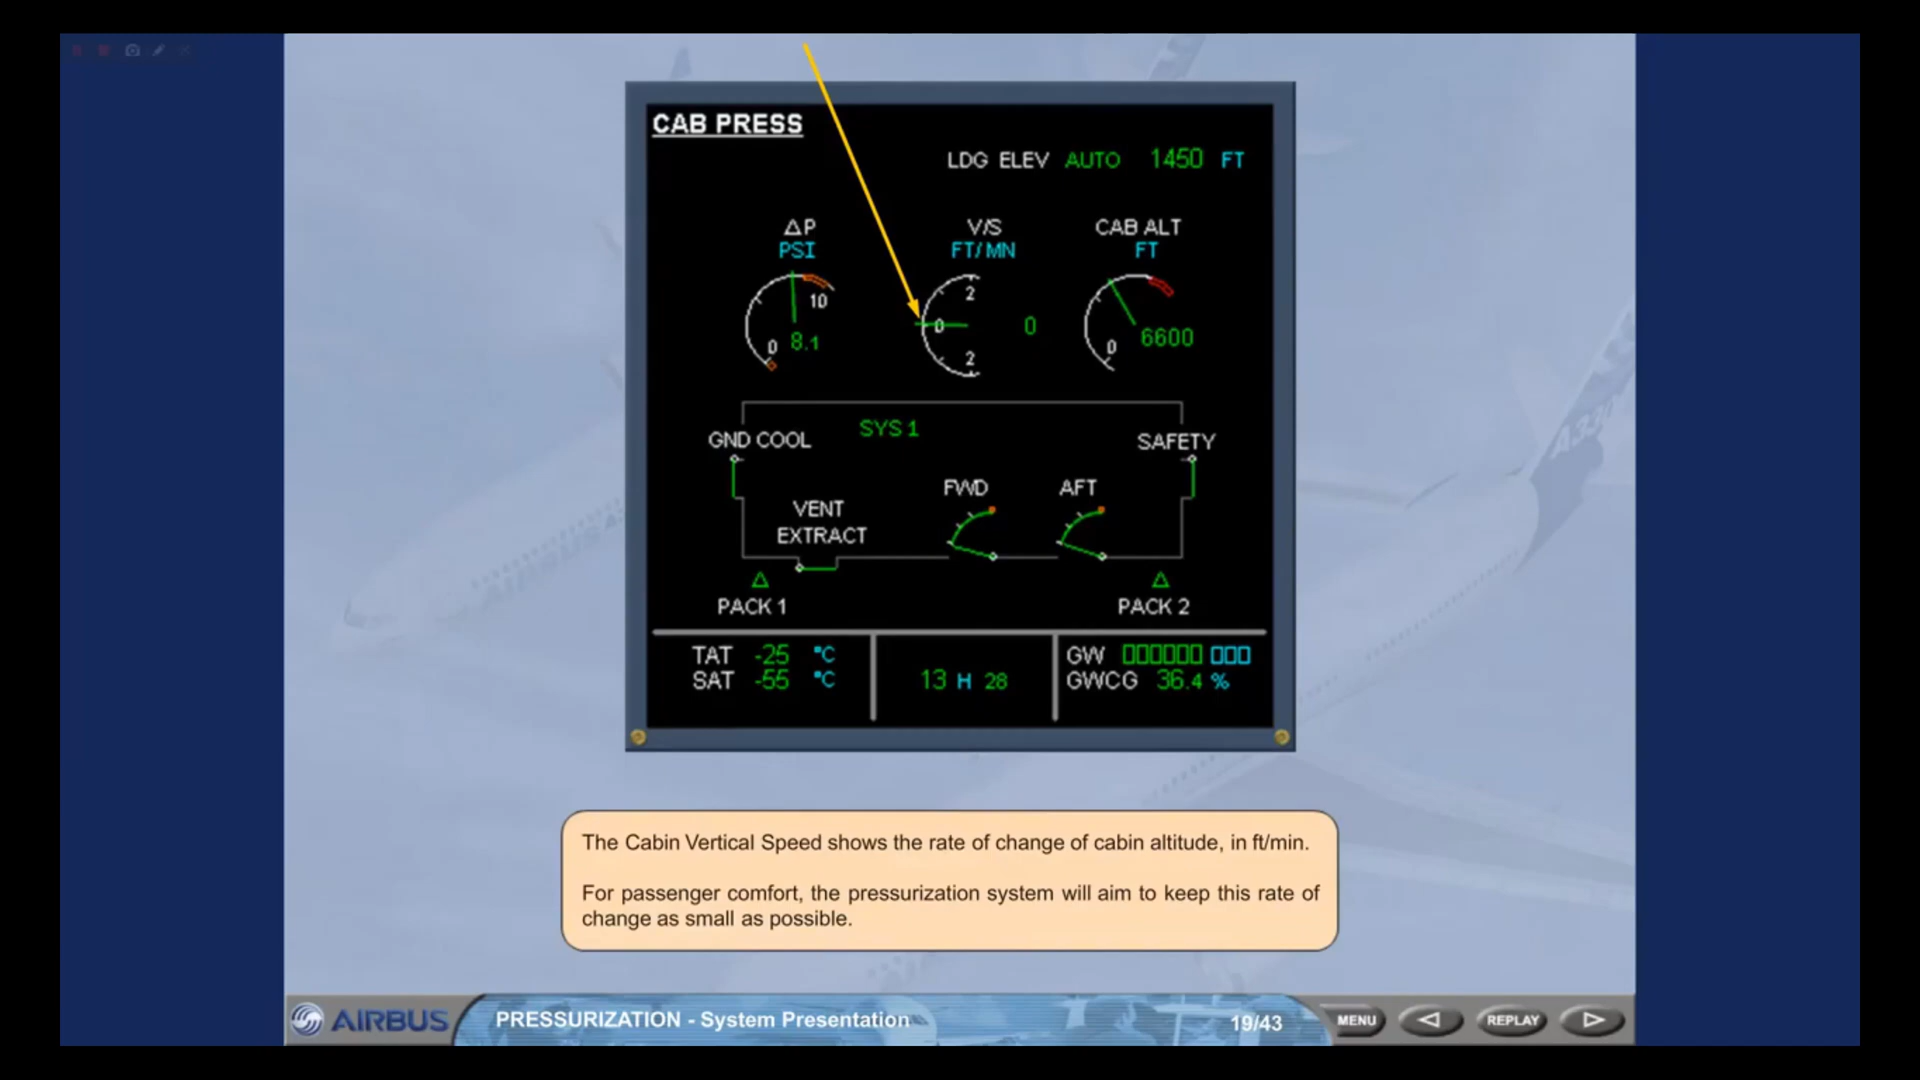 CAB PRESS
LDG ELEV AUTO 1450 FT
ΔP V/S CAB ALT
PSI FT/MN FT
10 2
0 8.1 0 0 0 6600
2
SYS 1
GND COOL SAFETY
FWD AFT
VENT
EXTRACT
PACK 1 PACK 2
TAT -25 °C 13 H 28 GW
SAT -55 °C GWCG 36.4 %
The Cabin Vertical Speed shows the rate of change of cabin altitude, in ft/min.
For passenger comfort, the pressurization system will aim to keep this rate of
change as small as possible.
AIRBUS PRESSURIZATION - System Presentation 19/43 MENU REPLAY